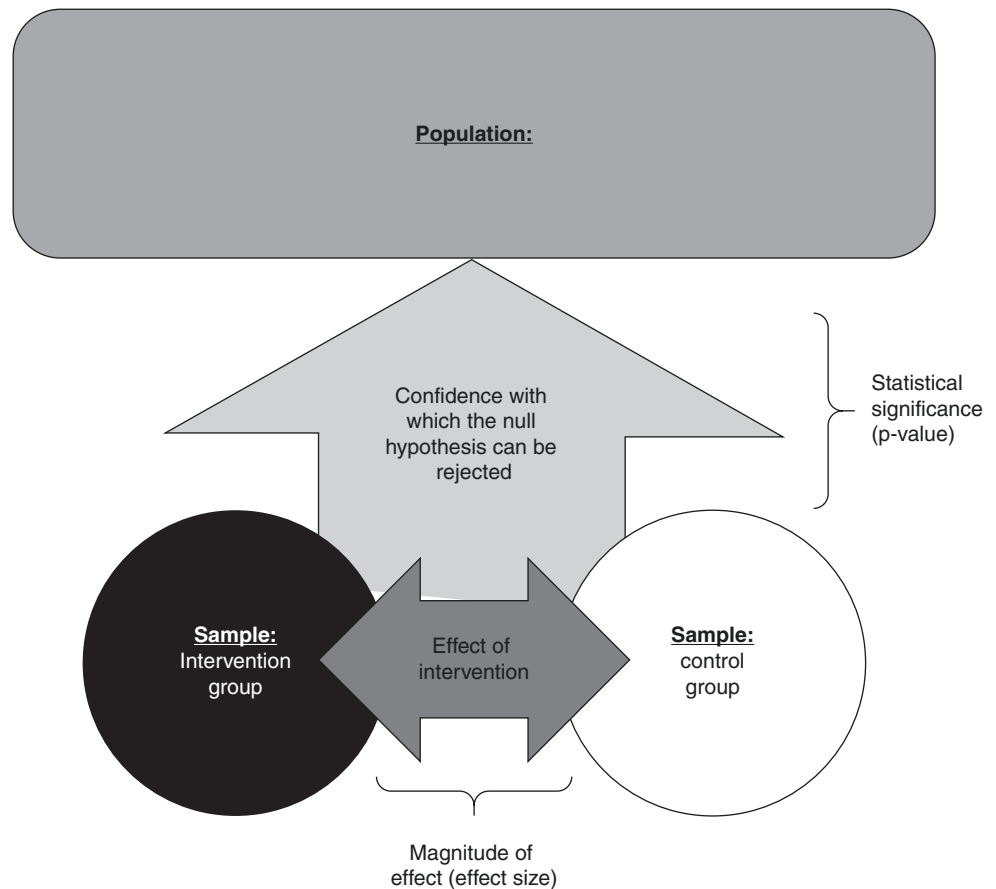 Population:
Confidence with
which the null
hypothesis can be
rejected
Statistical
significance
(p-value)
Sample:
Intervention
group
Effect of
intervention
Sample:
control
group
Magnitude of
effect (effect size)